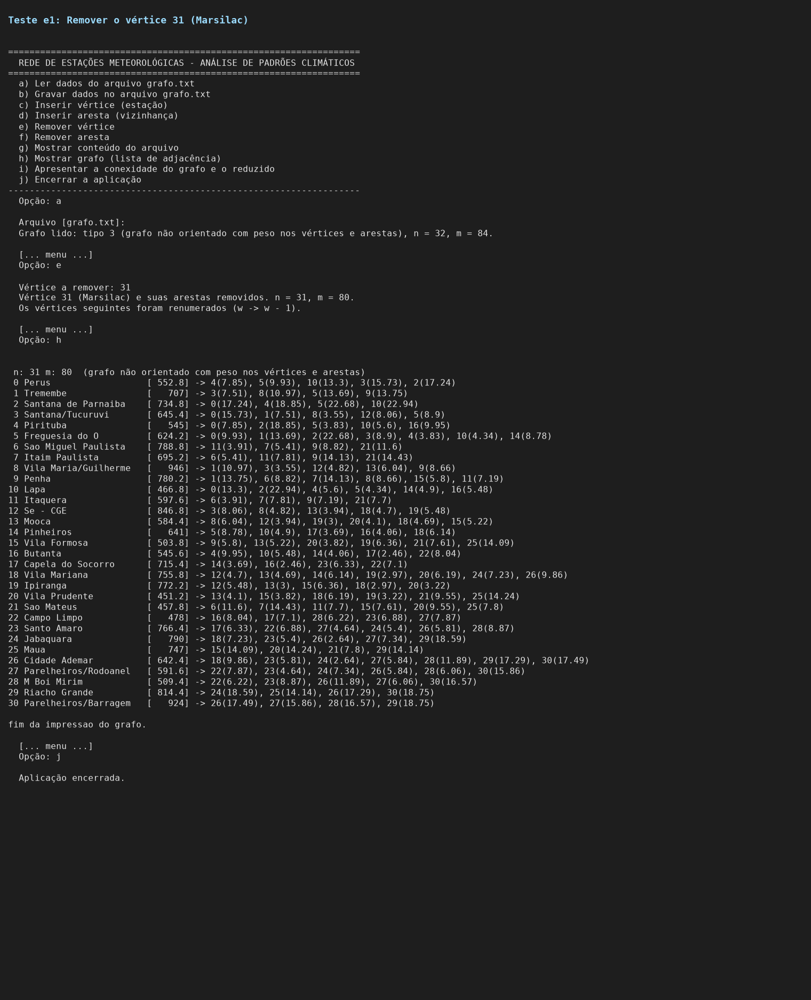 Teste e1: Remover o vértice 31 (Marsilac)
==================================================================
  REDE DE ESTAÇÕES METEOROLÓGICAS - ANÁLISE DE PADRÕES CLIMÁTICOS
==================================================================
  a) Ler dados do arquivo grafo.txt
  b) Gravar dados no arquivo grafo.txt
  c) Inserir vértice (estação)
  d) Inserir aresta (vizinhança)
  e) Remover vértice
  f) Remover aresta
  g) Mostrar conteúdo do arquivo
  h) Mostrar grafo (lista de adjacência)
  i) Apresentar a conexidade do grafo e o reduzido
  j) Encerrar a aplicação
------------------------------------------------------------------
  Opção: a
  Arquivo [grafo.txt]:
  Grafo lido: tipo 3 (grafo não orientado com peso nos vértices e arestas), n = 32, m = 84.
  [... menu ...]
  Opção: e
  Vértice a remover: 31
  Vértice 31 (Marsilac) e suas arestas removidos. n = 31, m = 80.
  Os vértices seguintes foram renumerados (w -> w - 1).
  [... menu ...]
  Opção: h
 n: 31 m: 80  (grafo não orientado com peso nos vértices e arestas)
 0 Perus                  [ 552.8] -> 4(7.85), 5(9.93), 10(13.3), 3(15.73), 2(17.24)
 1 Tremembe               [   707] -> 3(7.51), 8(10.97), 5(13.69), 9(13.75)
 2 Santana de Parnaiba    [ 734.8] -> 0(17.24), 4(18.85), 5(22.68), 10(22.94)
 3 Santana/Tucuruvi       [ 645.4] -> 0(15.73), 1(7.51), 8(3.55), 12(8.06), 5(8.9)
 4 Pirituba               [   545] -> 0(7.85), 2(18.85), 5(3.83), 10(5.6), 16(9.95)
 5 Freguesia do O         [ 624.2] -> 0(9.93), 1(13.69), 2(22.68), 3(8.9), 4(3.83), 10(4.34), 14(8.78)
 6 Sao Miguel Paulista    [ 788.8] -> 11(3.91), 7(5.41), 9(8.82), 21(11.6)
 7 Itaim Paulista         [ 695.2] -> 6(5.41), 11(7.81), 9(14.13), 21(14.43)
 8 Vila Maria/Guilherme   [   946] -> 1(10.97), 3(3.55), 12(4.82), 13(6.04), 9(8.66)
 9 Penha                  [ 780.2] -> 1(13.75), 6(8.82), 7(14.13), 8(8.66), 15(5.8), 11(7.19)
10 Lapa                   [ 466.8] -> 0(13.3), 2(22.94), 4(5.6), 5(4.34), 14(4.9), 16(5.48)
11 Itaquera               [ 597.6] -> 6(3.91), 7(7.81), 9(7.19), 21(7.7)
12 Se - CGE               [ 846.8] -> 3(8.06), 8(4.82), 13(3.94), 18(4.7), 19(5.48)
13 Mooca                  [ 584.4] -> 8(6.04), 12(3.94), 19(3), 20(4.1), 18(4.69), 15(5.22)
14 Pinheiros              [   641] -> 5(8.78), 10(4.9), 17(3.69), 16(4.06), 18(6.14)
15 Vila Formosa           [ 503.8] -> 9(5.8), 13(5.22), 20(3.82), 19(6.36), 21(7.61), 25(14.09)
16 Butanta                [ 545.6] -> 4(9.95), 10(5.48), 14(4.06), 17(2.46), 22(8.04)
17 Capela do Socorro      [ 715.4] -> 14(3.69), 16(2.46), 23(6.33), 22(7.1)
18 Vila Mariana           [ 755.8] -> 12(4.7), 13(4.69), 14(6.14), 19(2.97), 20(6.19), 24(7.23), 26(9.86)
19 Ipiranga               [ 772.2] -> 12(5.48), 13(3), 15(6.36), 18(2.97), 20(3.22)
20 Vila Prudente          [ 451.2] -> 13(4.1), 15(3.82), 18(6.19), 19(3.22), 21(9.55), 25(14.24)
21 Sao Mateus             [ 457.8] -> 6(11.6), 7(14.43), 11(7.7), 15(7.61), 20(9.55), 25(7.8)
22 Campo Limpo            [   478] -> 16(8.04), 17(7.1), 28(6.22), 23(6.88), 27(7.87)
23 Santo Amaro            [ 766.4] -> 17(6.33), 22(6.88), 27(4.64), 24(5.4), 26(5.81), 28(8.87)
24 Jabaquara              [   790] -> 18(7.23), 23(5.4), 26(2.64), 27(7.34), 29(18.59)
25 Maua                   [   747] -> 15(14.09), 20(14.24), 21(7.8), 29(14.14)
26 Cidade Ademar          [ 642.4] -> 18(9.86), 23(5.81), 24(2.64), 27(5.84), 28(11.89), 29(17.29), 30(17.49)
27 Parelheiros/Rodoanel   [ 591.6] -> 22(7.87), 23(4.64), 24(7.34), 26(5.84), 28(6.06), 30(15.86)
28 M Boi Mirim            [ 509.4] -> 22(6.22), 23(8.87), 26(11.89), 27(6.06), 30(16.57)
29 Riacho Grande          [ 814.4] -> 24(18.59), 25(14.14), 26(17.29), 30(18.75)
30 Parelheiros/Barragem   [   924] -> 26(17.49), 27(15.86), 28(16.57), 29(18.75)
fim da impressao do grafo.
  [... menu ...]
  Opção: j
  Aplicação encerrada.